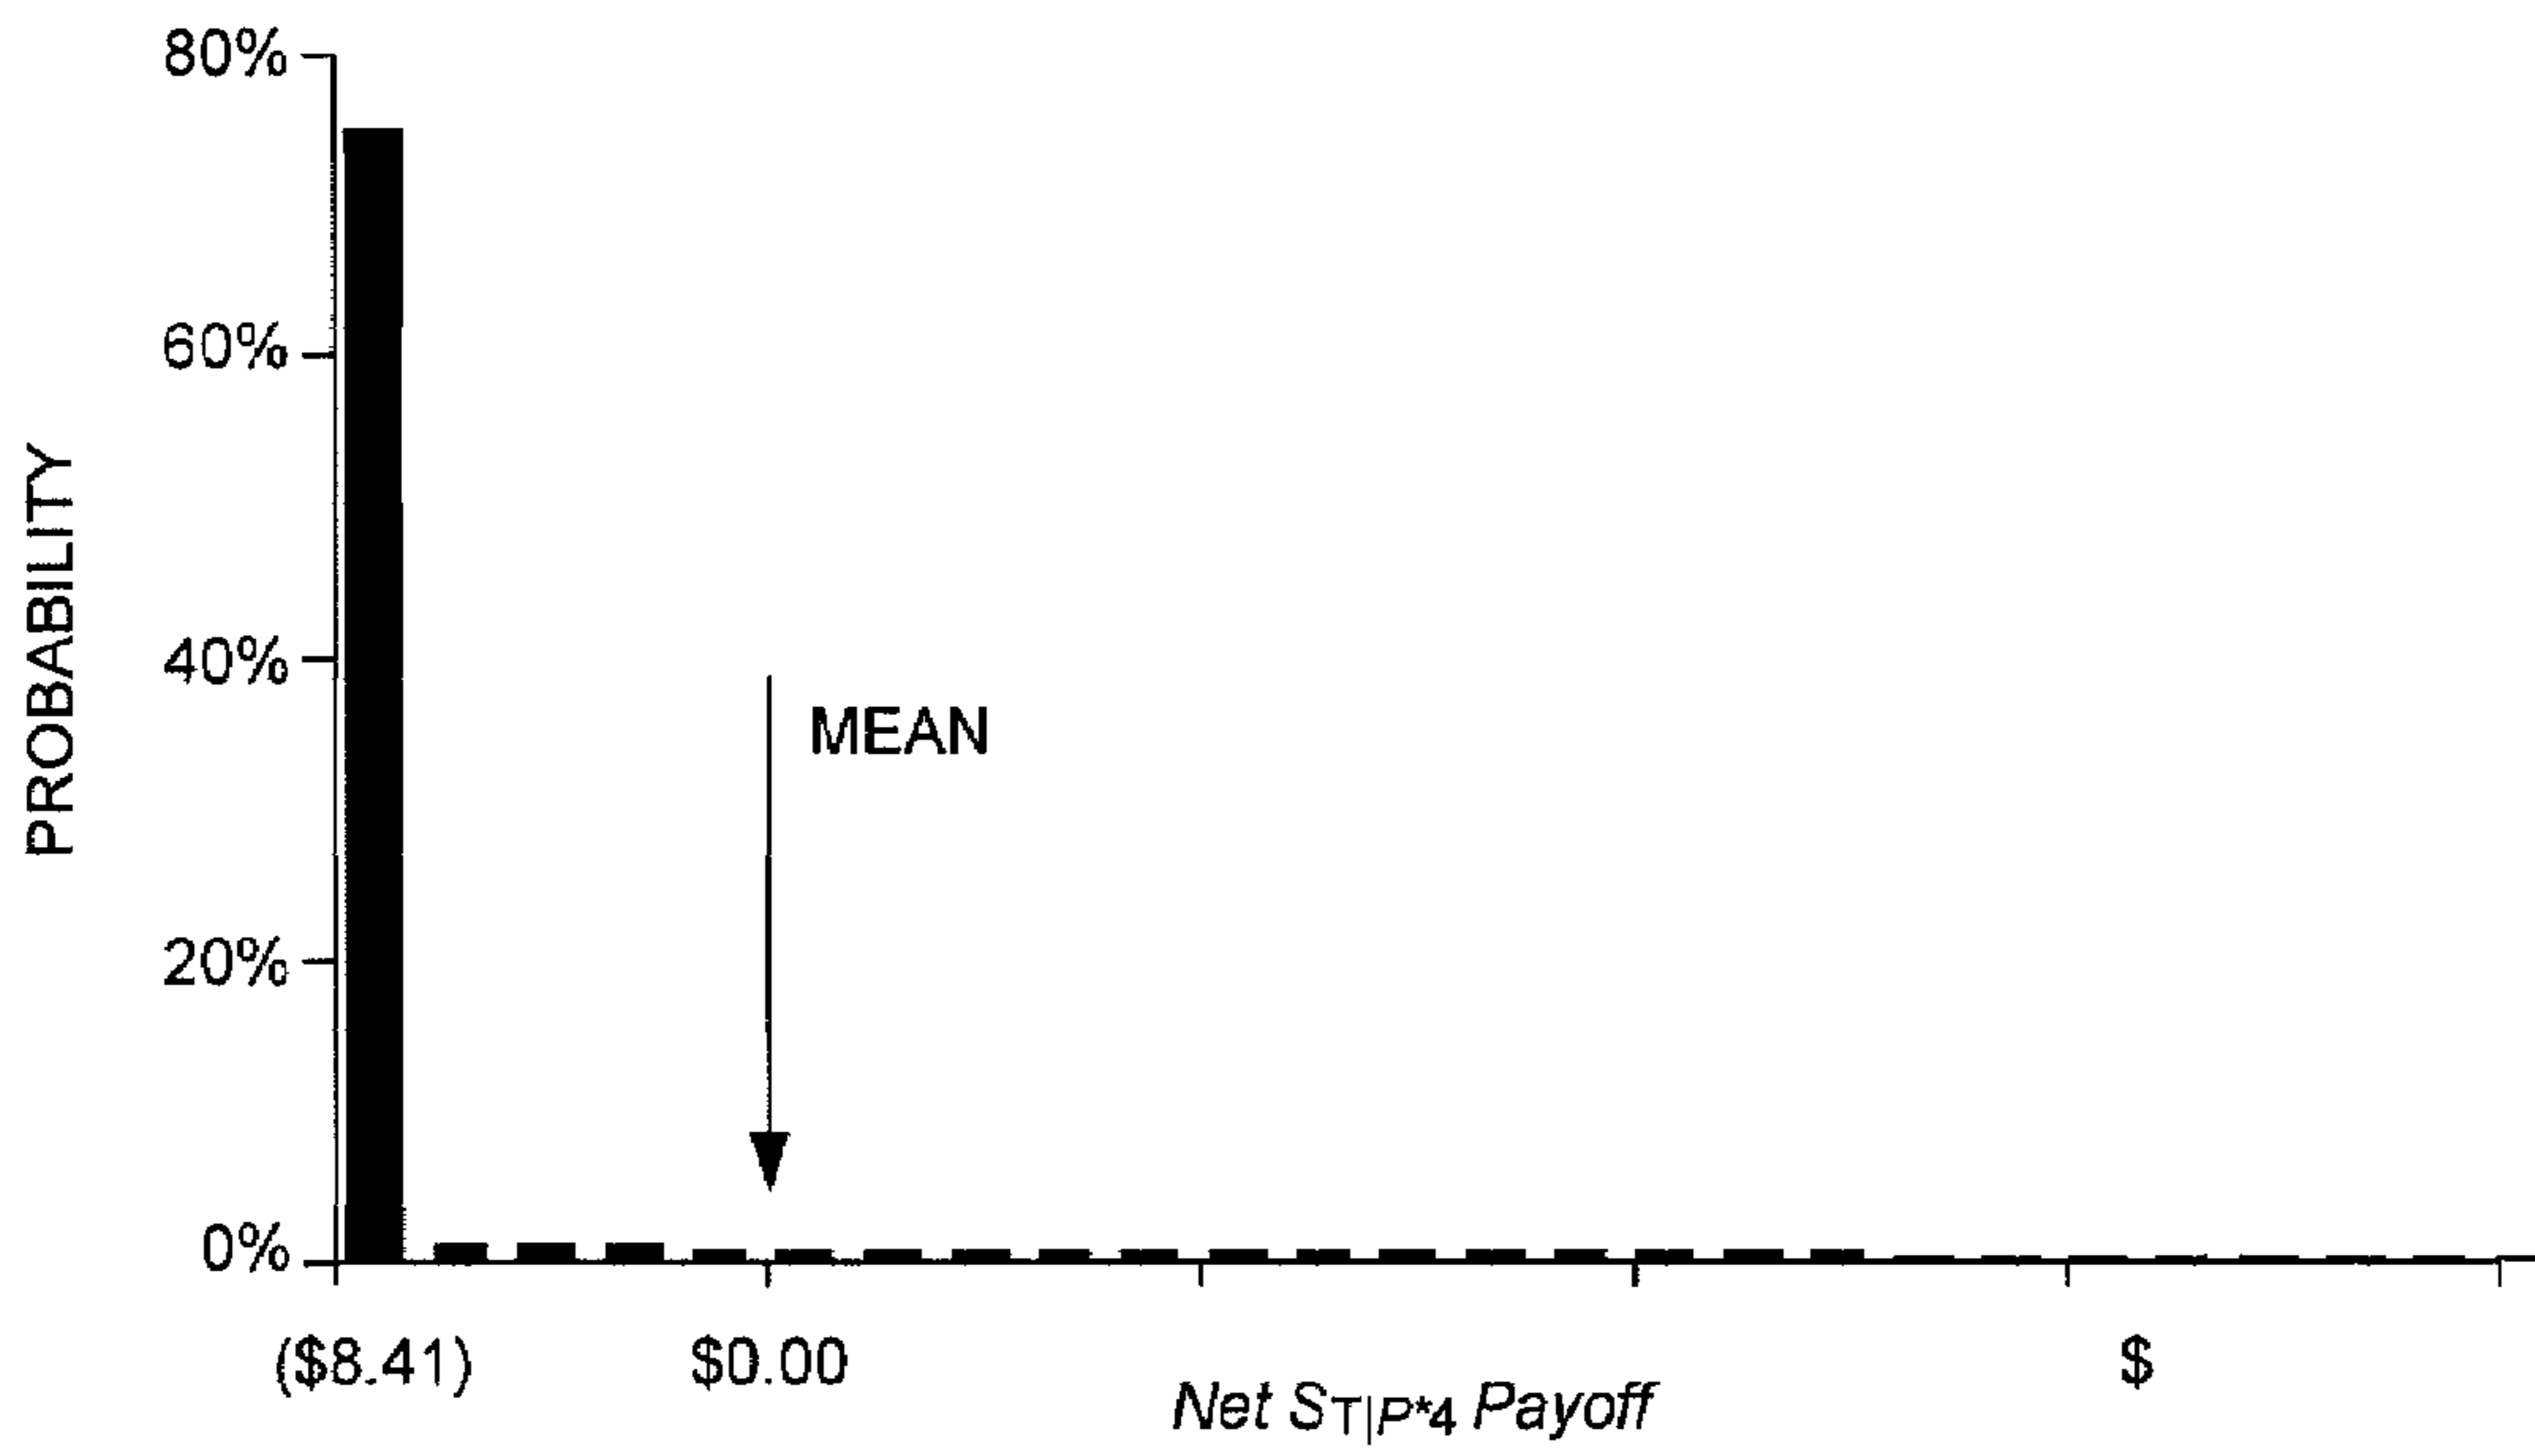 80%
60%
40%
20%
0%
PROBABILITY
MEAN
($8.41)
$0.00
$
Net ST|P*4 Payoff